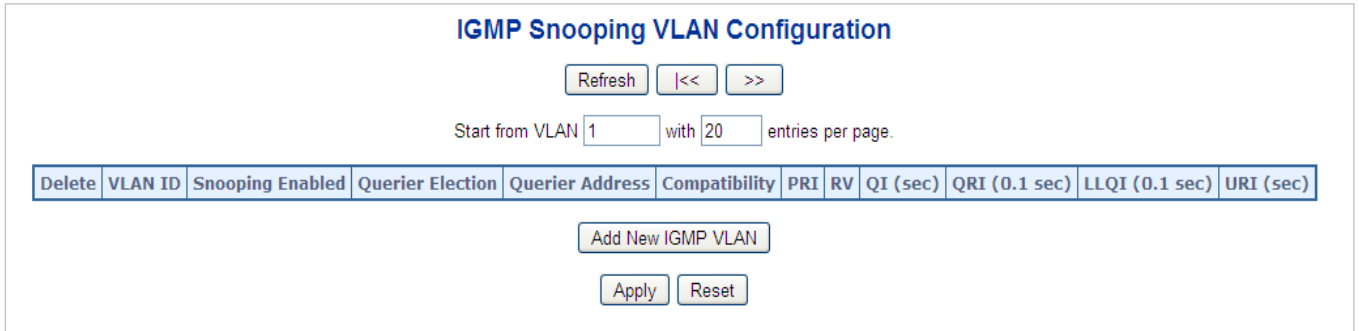 IGMP Snooping VLAN Configuration
Refresh |<< >>
Start from VLAN 1 with 20 entries per page.
Delete VLAN ID Snooping Enabled Querier Election Querier Address Compatibility PRI RV QI (sec) QRI (0.1 sec) LLQI (0.1 sec) URI (sec)
Add New IGMP VLAN
Apply Reset